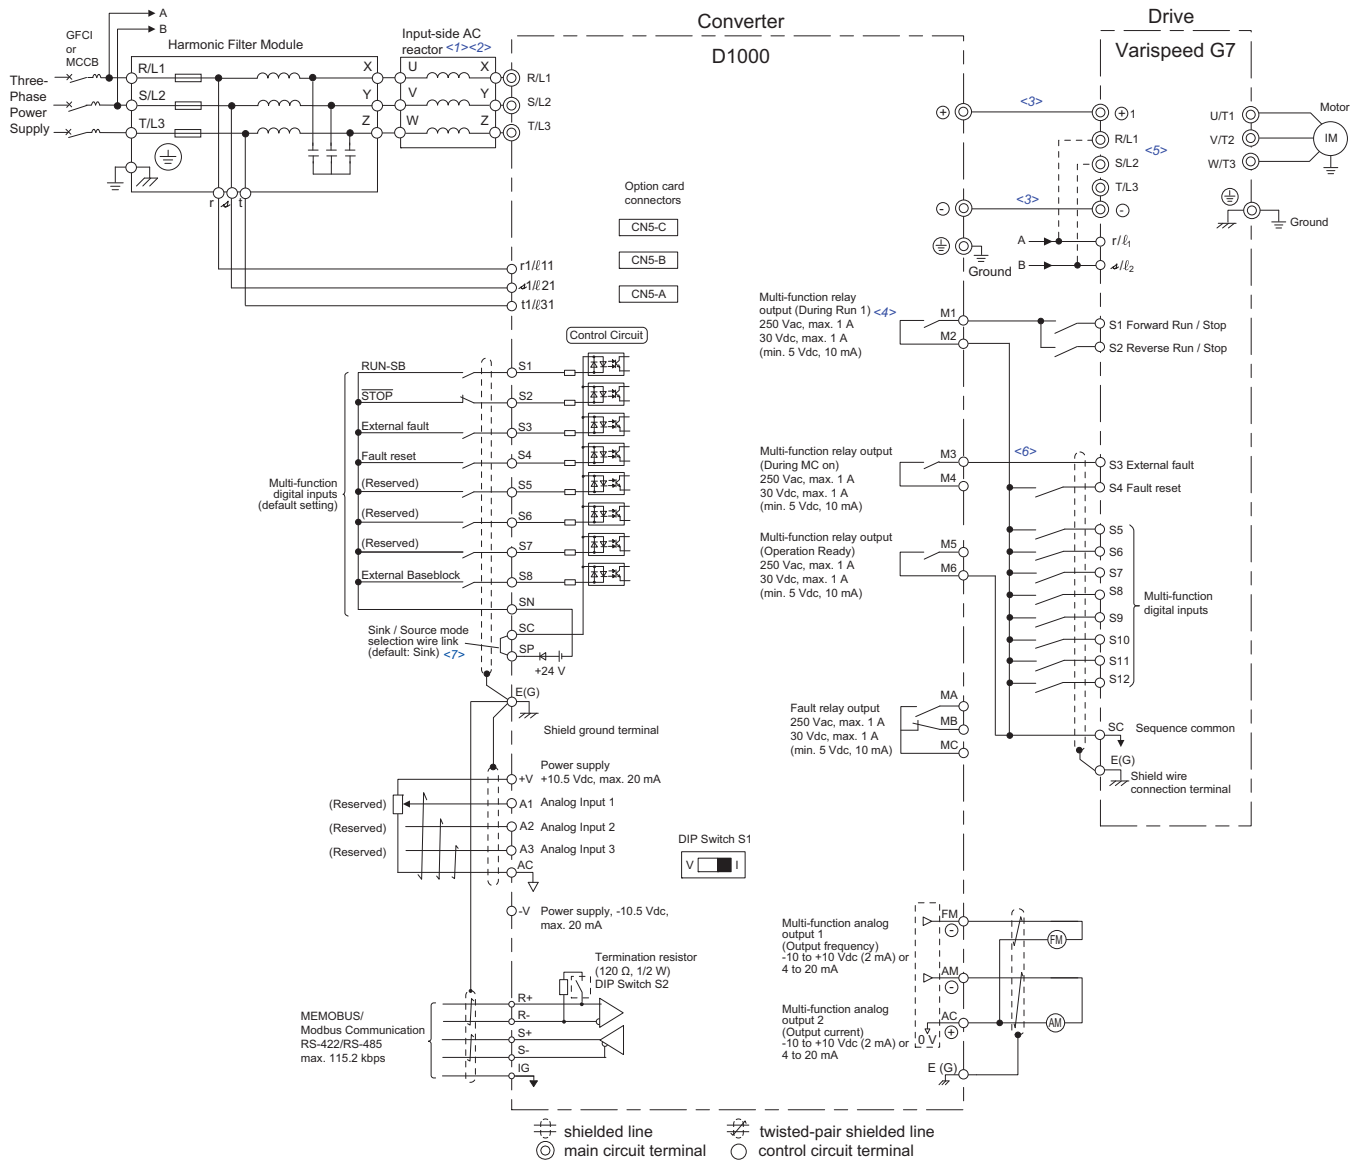 Converter
Drive
A
B
GFCI
or
MCCB
Harmonic Filter Module
Input-side AC
reactor <1><2>
D1000
Varispeed G7
Three-
Phase
Power
Supply
R/L1
S/L2
T/L3
X
Y
Z
U
V
W
X
Y
Z
R/L1
S/L2
T/L3
r
𝓈
t
r1/ℓ11
𝓈1/ℓ21
t1/ℓ31
Option card
connectors
CN5-C
CN5-B
CN5-A
+
<3>
+1
R/L1
<5>
S/L2
T/L3
-
<3>
-
Ground
A
r/ℓ1
B
𝓈/ℓ2
U/T1
V/T2
W/T3
Motor
IM
Ground
Control Circuit
Multi-function
digital inputs
(default setting)
RUN-SB
S1
STOP
S2
External fault
S3
Fault reset
S4
(Reserved)
S5
(Reserved)
S6
(Reserved)
S7
External Baseblock
S8
SN
SC
SP
Sink / Source mode
selection wire link
(default: Sink) <7>
+24 V
E(G)
Shield ground terminal
Multi-function relay
output (During Run 1) <4>
250 Vac, max. 1 A
30 Vdc, max. 1 A
(min. 5 Vdc, 10 mA)
M1
M2
S1 Forward Run / Stop
S2 Reverse Run / Stop
Multi-function relay output
(During MC on)
250 Vac, max. 1 A
30 Vdc, max. 1 A
(min. 5 Vdc, 10 mA)
M3
M4
<6>
S3 External fault
S4 Fault reset
Multi-function relay output
(Operation Ready)
250 Vac, max. 1 A
30 Vdc, max. 1 A
(min. 5 Vdc, 10 mA)
M5
M6
S5
S6
S7
S8
S9
S10
S11
S12
Multi-function
digital inputs
Fault relay output
250 Vac, max. 1 A
30 Vdc, max. 1 A
(min. 5 Vdc, 10 mA)
MA
MB
MC
SC
Sequence common
E(G)
Shield wire
connection terminal
Power supply
+V +10.5 Vdc, max. 20 mA
(Reserved)
A1 Analog Input 1
(Reserved)
A2 Analog Input 2
(Reserved)
A3 Analog Input 3
AC
-V Power supply, -10.5 Vdc,
max. 20 mA
DIP Switch S1
V
I
Termination resistor
(120 Ω, 1/2 W)
DIP Switch S2
MEMOBUS/
Modbus Communication
RS-422/RS-485
max. 115.2 kbps
R+
R-
S+
S-
IG
Multi-function analog
output 1
(Output frequency)
-10 to +10 Vdc (2 mA) or
4 to 20 mA
FM
-
FM
AM
-
Multi-function analog
output 2
(Output current)
-10 to +10 Vdc (2 mA) or
4 to 20 mA
AC
+
0 V
AM
E (G)
shielded line
twisted-pair shielded line
main circuit terminal
control circuit terminal